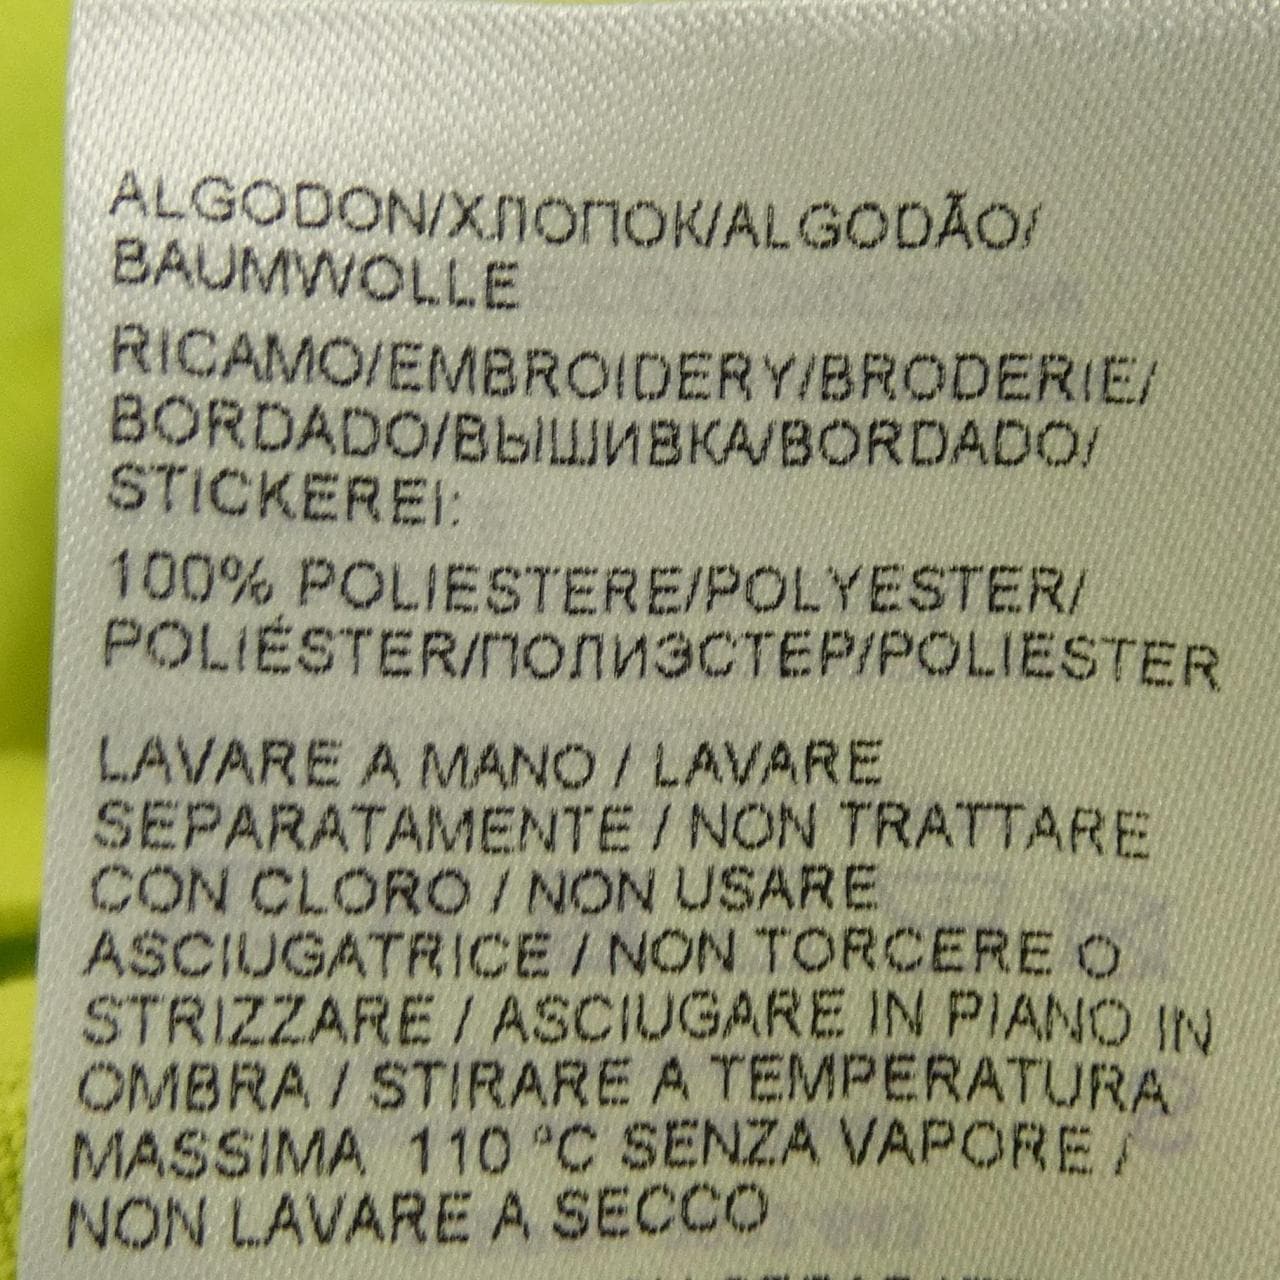 ALGODON/ХЛОПОК/ALGODÃO/
BAUMWOLLE
RICAMO/EMBROIDERY/BRODERIE/
BORDADO/ВЫШИВКА/BORDADO/
STICKEREI:
100% POLIESTERE/POLYESTER/
POLIÉSTER/ПОЛИЭСТЕР/POLIESTER
LAVARE A MANO / LAVARE
SEPARATAMENTE / NON TRATTARE
CON CLORO / NON USARE
ASCIUGATRICE / NON TORCERE O
STRIZZARE / ASCIUGARE IN PIANO IN
OMBRA / STIRARE A TEMPERATURA
MASSIMA 110 °C SENZA VAPORE /
NON LAVARE A SECCO